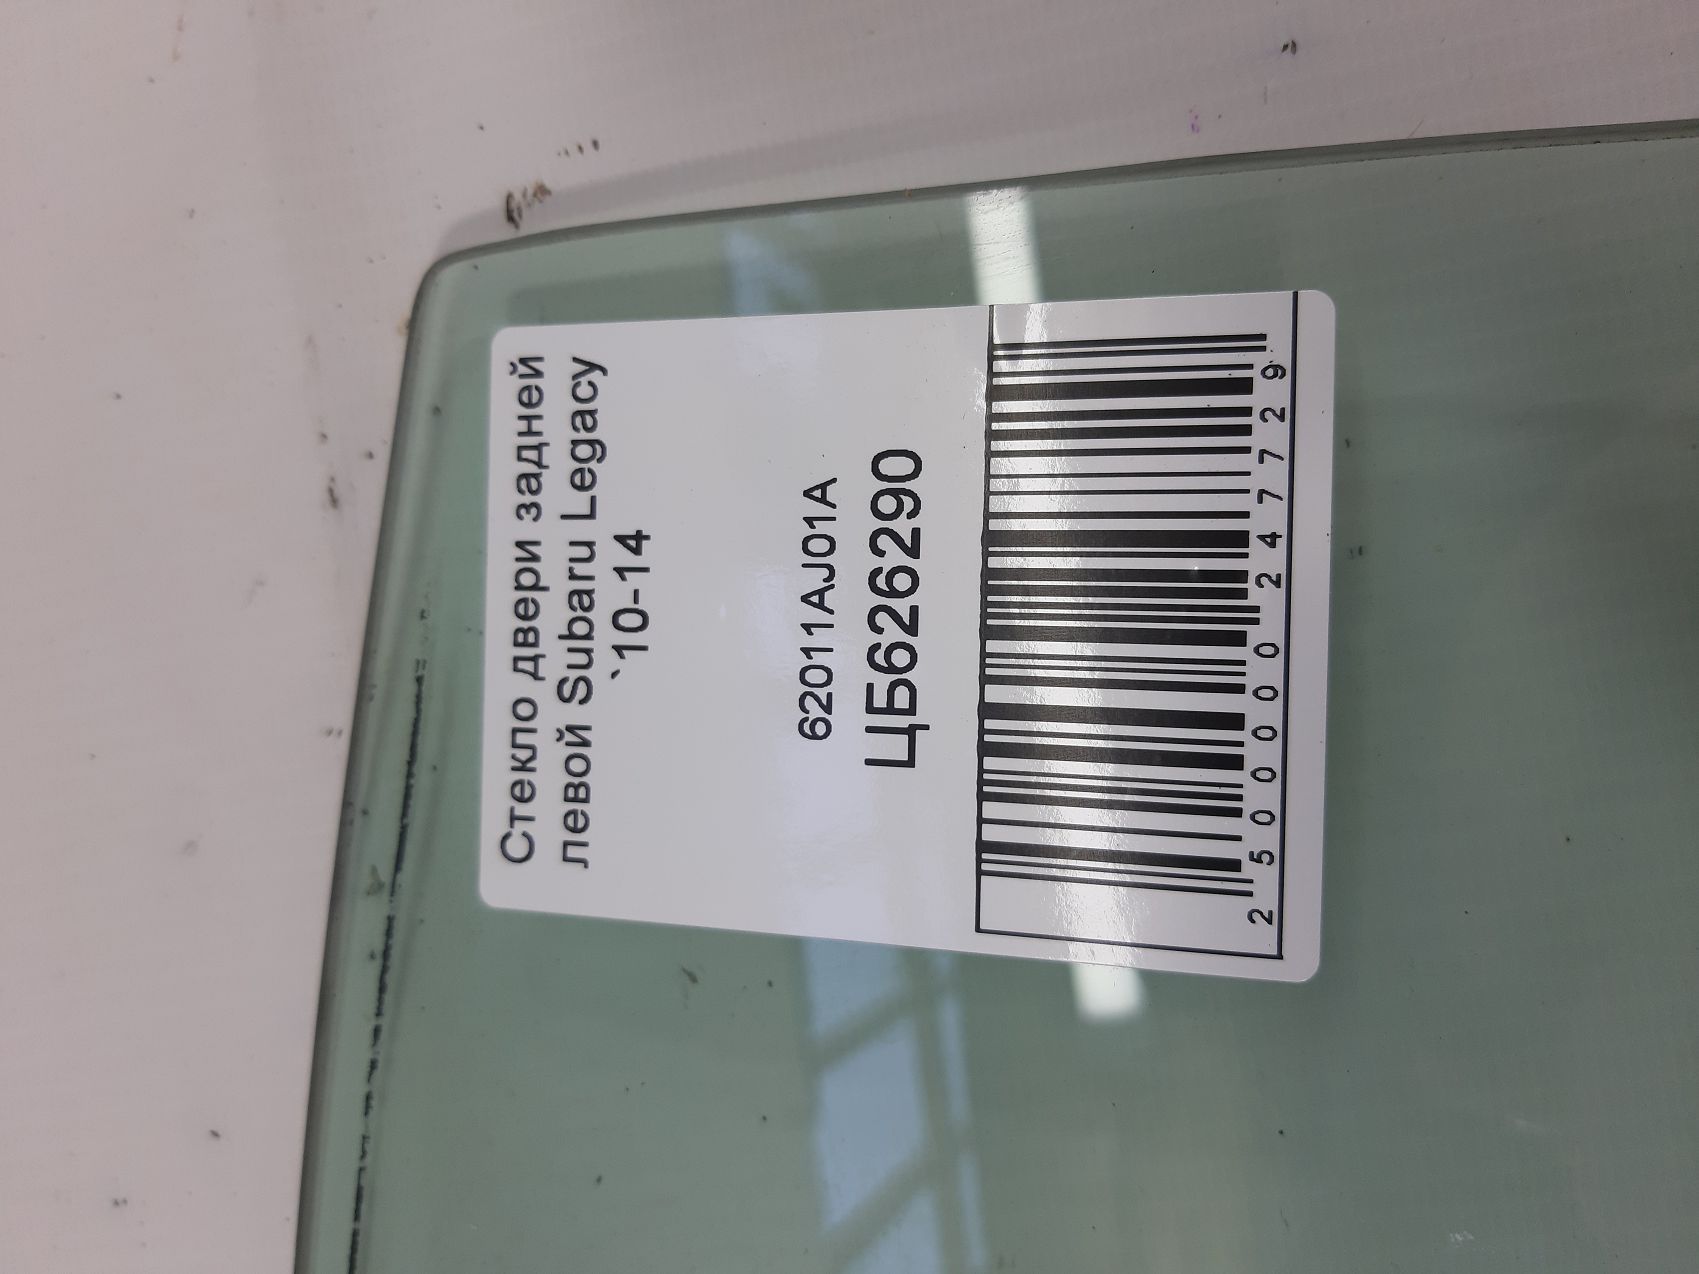 Стекло двери задней
левой Subaru Legacy
`10-14
62011AJ01A
ЦБ626290
2500000247729